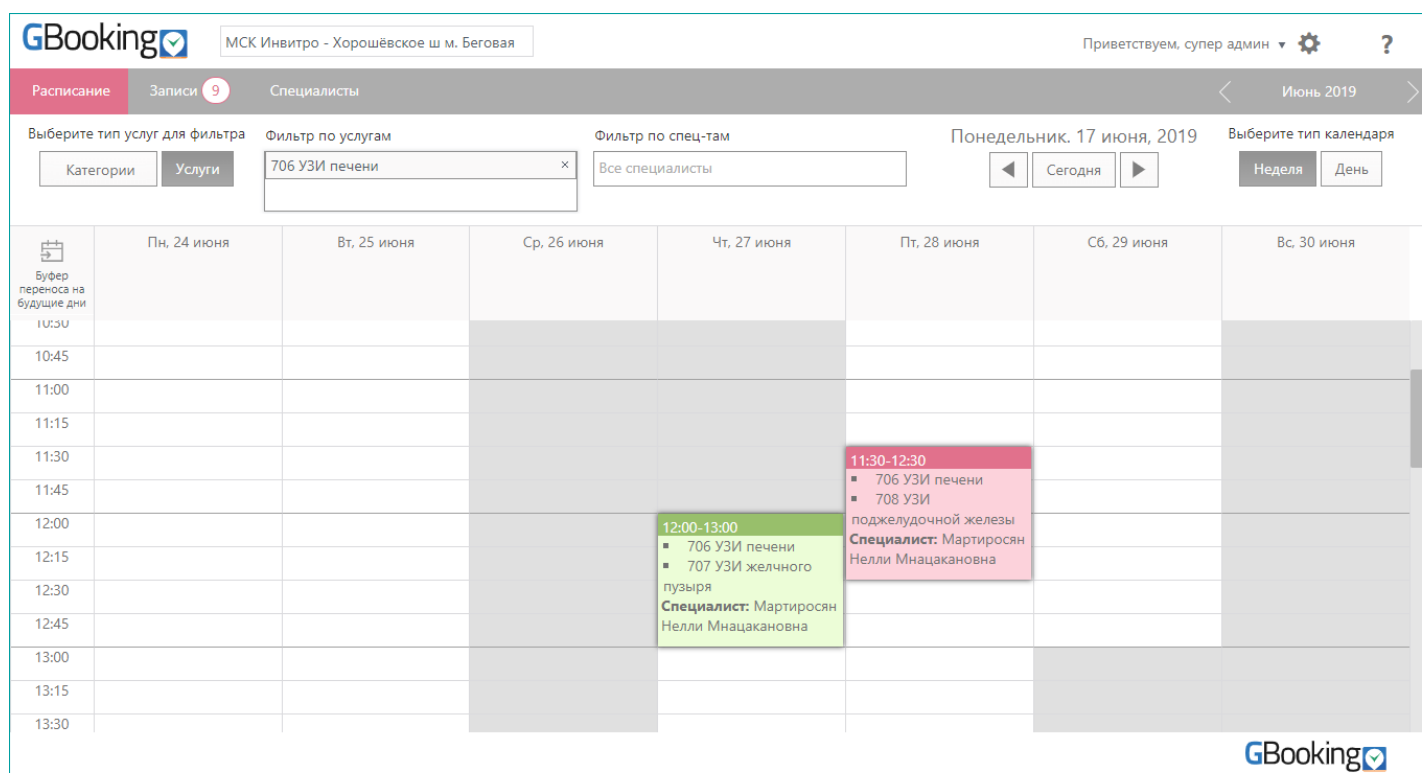 GBooking
МСК Инвитро - Хорошёвское ш м. Беговая
Приветствуем, супер админ
?
Расписание
Записи 9
Специалисты
Июнь 2019
Выберите тип услуг для фильтра
Категории
Услуги
Фильтр по услугам
706 УЗИ печени ×
Фильтр по спец-там
Все специалисты
Понедельник. 17 июня, 2019
Сегодня
Выберите тип календаря
Неделя
День
Буфер
переноса на
будущие дни
Пн, 24 июня
Вт, 25 июня
Ср, 26 июня
Чт, 27 июня
Пт, 28 июня
Сб, 29 июня
Вс, 30 июня
10:30
10:45
11:00
11:15
11:30
11:45
12:00
12:15
12:30
12:45
13:00
13:15
13:30
12:00-13:00
706 УЗИ печени
707 УЗИ желчного
пузыря
Специалист: Мартиросян
Нелли Мнацакановна
11:30-12:30
706 УЗИ печени
708 УЗИ
поджелудочной железы
Специалист: Мартиросян
Нелли Мнацакановна
GBooking